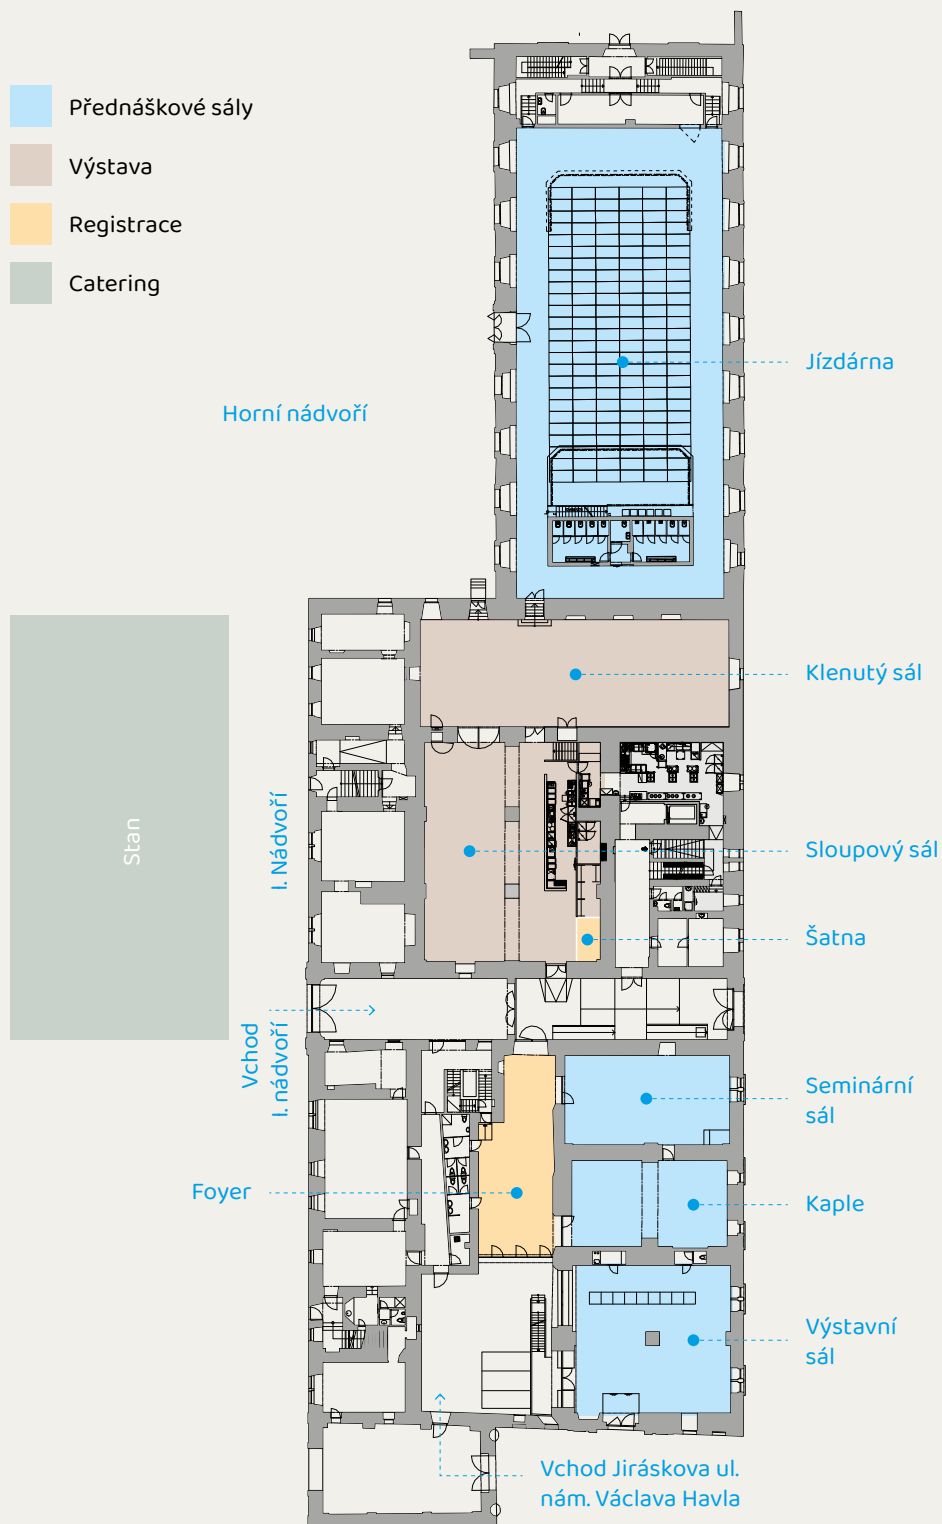 Přednáškové sály
Výstava
Registrace
Catering
Jízdárna
Horní nádvoří
Klenutý sál
Stan
I. Nádvoří
Sloupový sál
Šatna
Vchod
I. nádvoří
Seminární
sál
Foyer
Kaple
Výstavní
sál
Vchod Jiráskova ul.
nám. Václava Havla